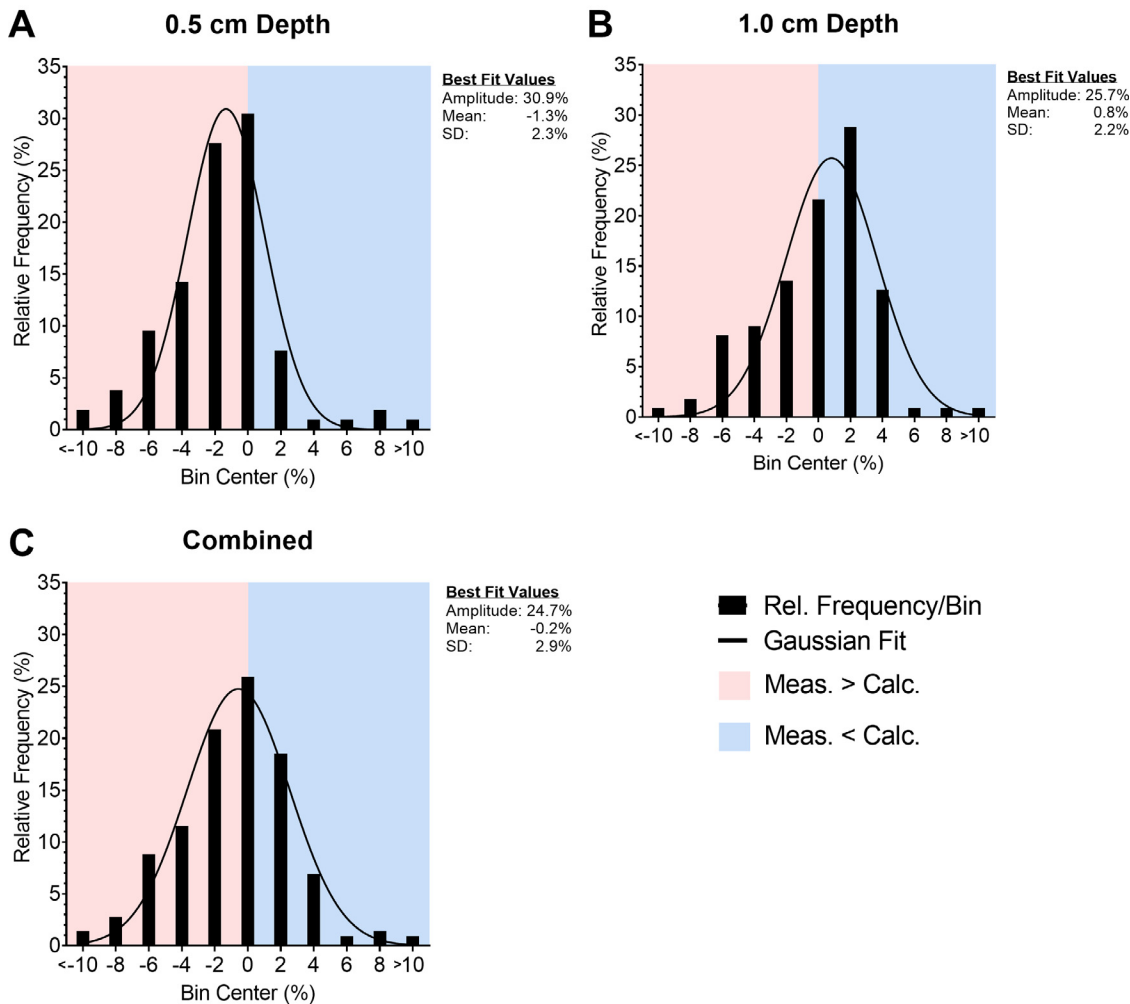 A
0.5 cm Depth
35
30
25
20
15
10
5
0
Relative Frequency (%)
<-10 -8 -6 -4 -2 0 2 4 6 8 >10
Bin Center (%)
Best Fit Values
Amplitude: 30.9%
Mean: -1.3%
SD: 2.3%
B
1.0 cm Depth
35
30
25
20
15
10
5
0
Relative Frequency (%)
<-10 -8 -6 -4 -2 0 2 4 6 8 >10
Bin Center (%)
Best Fit Values
Amplitude: 25.7%
Mean: 0.8%
SD: 2.2%
C
Combined
35
30
25
20
15
10
5
0
Relative Frequency (%)
<-10 -8 -6 -4 -2 0 2 4 6 8 >10
Bin Center (%)
Best Fit Values
Amplitude: 24.7%
Mean: -0.2%
SD: 2.9%
Rel. Frequency/Bin
Gaussian Fit
Meas. > Calc.
Meas. < Calc.